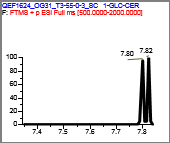 QEF1624_OG31_T3-55-0-3_SC 1-GLC-CER
F: FTMS + p ESI Full ms [500.0000-2000.0000]
7.80 7.82
100
80
60
40
20
0
7.4 7.5 7.6 7.7 7.8